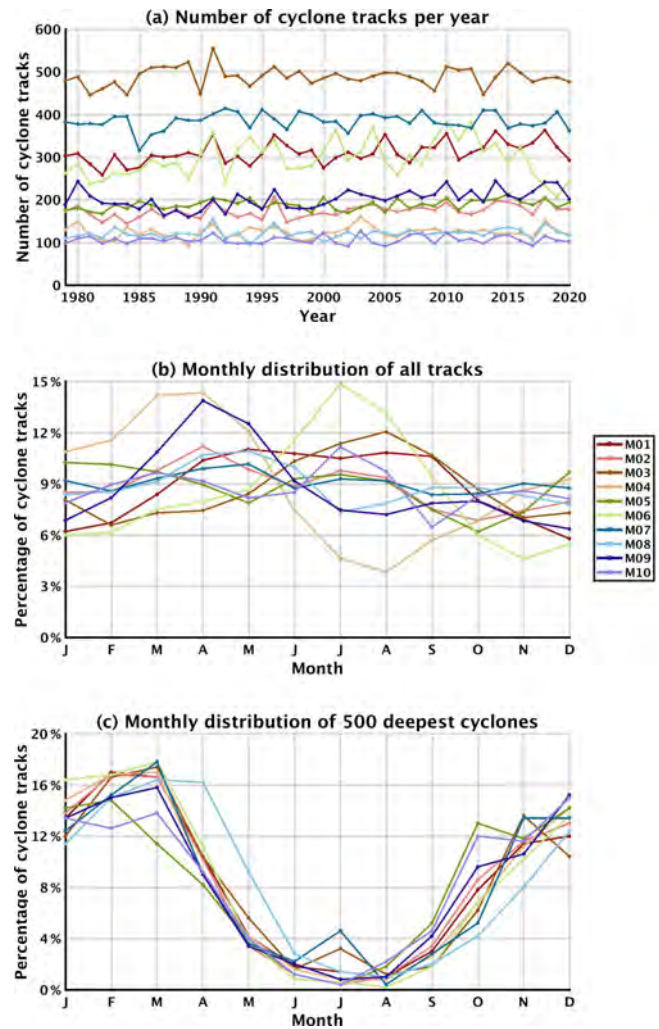 (a) Number of cyclone tracks per year
600
500
400
300
200
100
0
Number of cyclone tracks
1980 1985 1990 1995 2000 2005 2010 2015 2020
Year
(b) Monthly distribution of all tracks
15%
12%
9%
6%
3%
0%
Percentage of cyclone tracks
J F M A M J J A S O N D
Month
M01
M02
M03
M04
M05
M06
M07
M08
M09
M10
(c) Monthly distribution of 500 deepest cyclones
20%
16%
12%
8%
4%
0%
Percentage of cyclone tracks
J F M A M J J A S O N D
Month